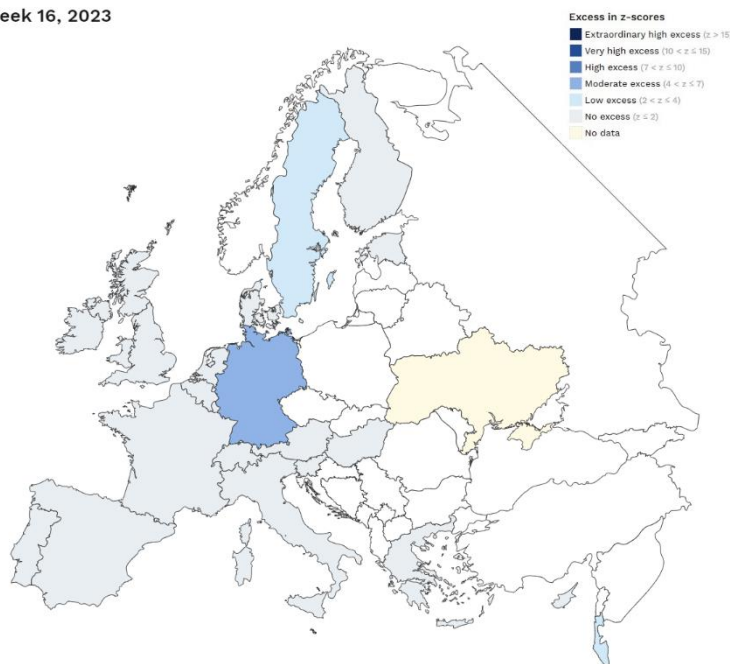 eek 16, 2023
Excess in z-scores
Extraordinary high excess (z > 15
Very high excess (10 < z ≤ 15)
High excess (7 < z ≤ 10)
Moderate excess (4 < z ≤ 7)
Low excess (2 < z ≤ 4)
No excess (z ≤ 2)
No data